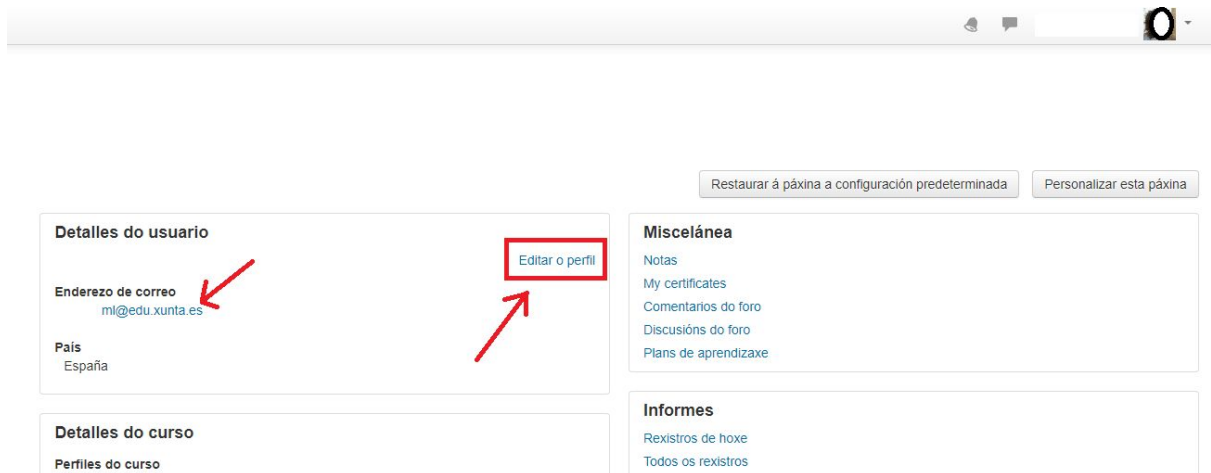 Restaurar á páxina a configuración predeterminada
Personalizar esta páxina
Detalles do usuario
Editar o perfil
Enderezo de correo
ml@edu.xunta.es
País
España
Detalles do curso
Perfiles do curso
Miscelánea
Notas
My certificates
Comentarios do foro
Discusións do foro
Plans de aprendizaxe
Informes
Rexistros de hoxe
Todos os rexistros